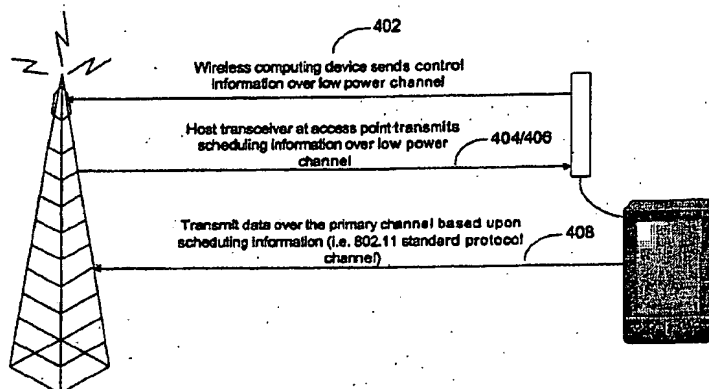 402
Wireless computing device sends control
information over low power channel
Host transceiver at access point transmits
scheduling information over low power
channel
404/406
Transmit data over the primary channel based upon
scheduling information (i.e. 802.11 standard protocol
channel)
408